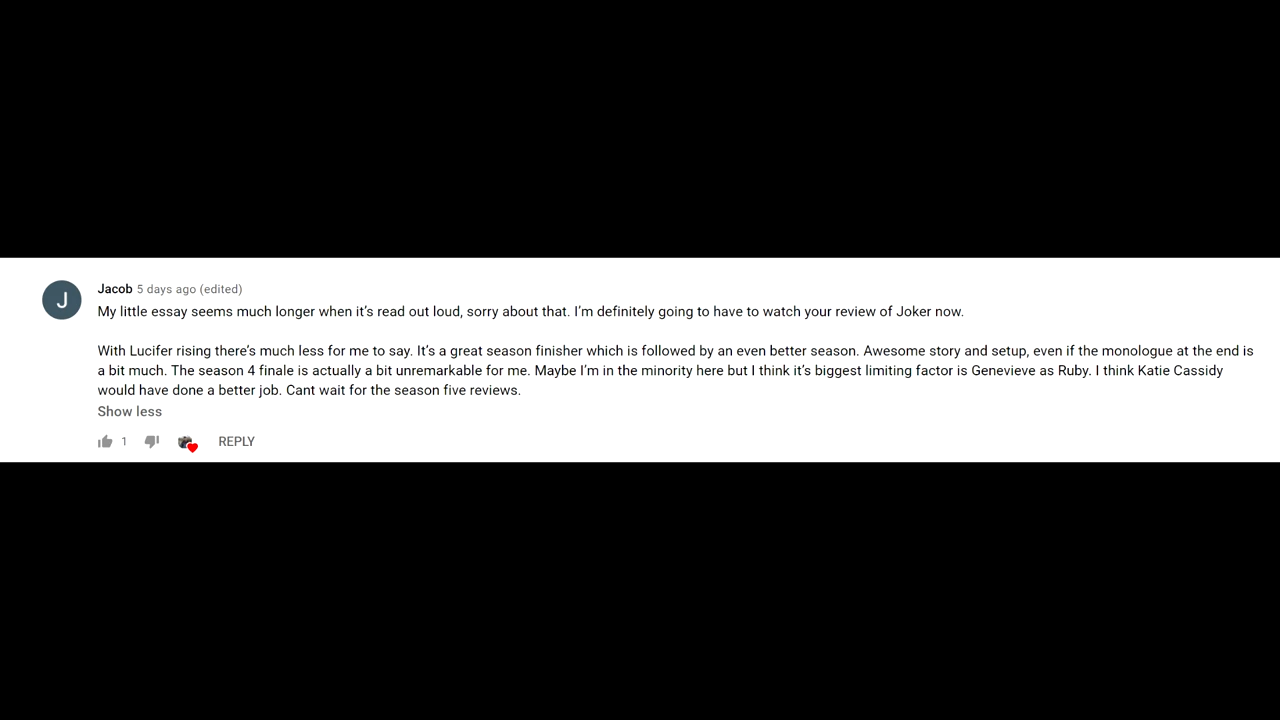 J
Jacob 5 days ago (edited)
My little essay seems much longer when it's read out loud, sorry about that. I'm definitely going to have to watch your review of Joker now.
With Lucifer rising there's much less for me to say. It's a great season finisher which is followed by an even better season. Awesome story and setup, even if the monologue at the end is
a bit much. The season 4 finale is actually a bit unremarkable for me. Maybe I'm in the minority here but I think it's biggest limiting factor is Genevieve as Ruby. I think Katie Cassidy
would have done a better job. Cant wait for the season five reviews.
Show less
1 REPLY